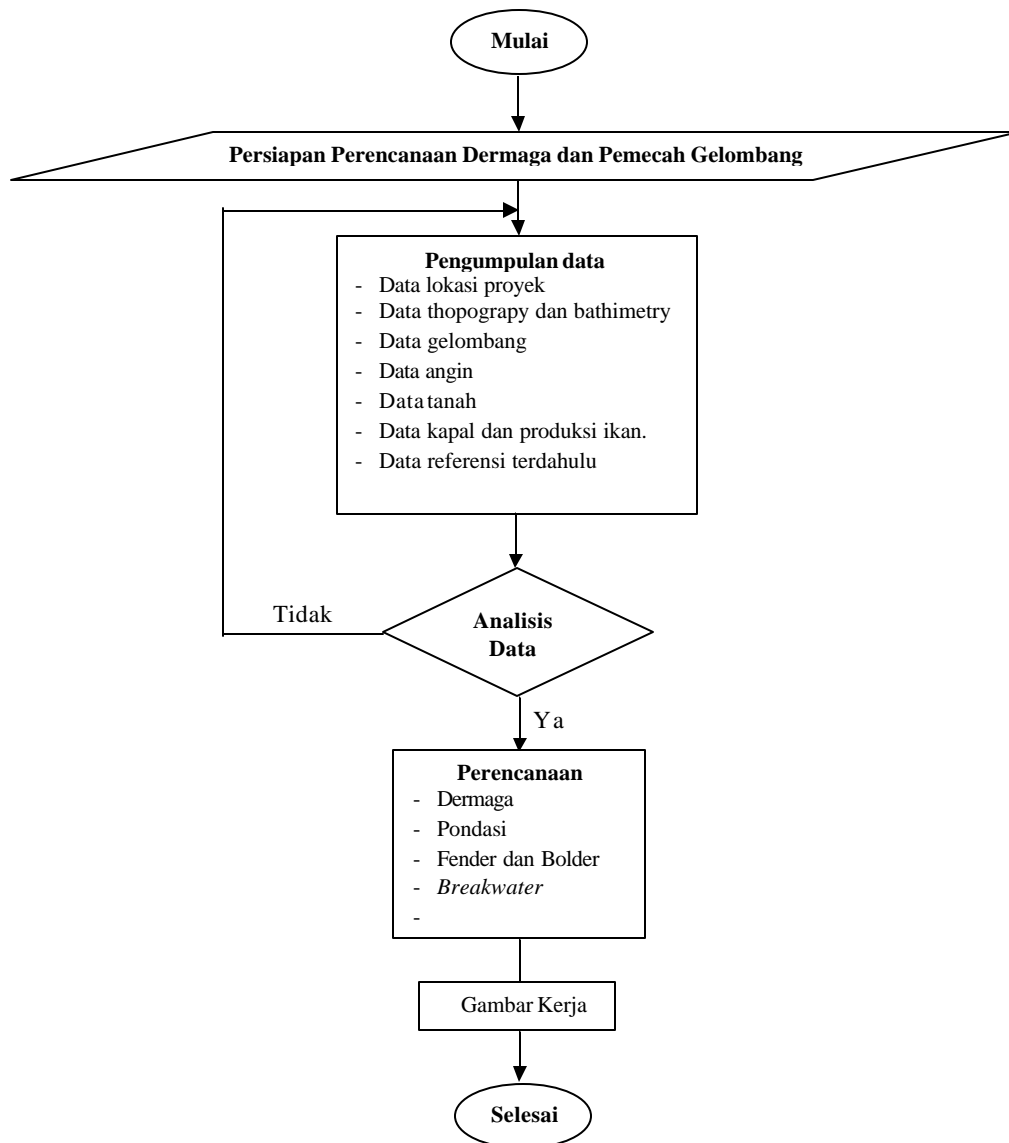 Mulai
Persiapan Perencanaan Dermaga dan Pemecah Gelombang
Pengumpulan data
- Data lokasi proyek
- Data thopograpy dan bathimetry
- Data gelombang
- Data angin
- Data tanah
- Data kapal dan produksi ikan.
- Data referensi terdahulu
Tidak
Analisis
Data
Ya
Perencanaan
- Dermaga
- Pondasi
- Fender dan Bolder
- Breakwater
-
Gambar Kerja
Selesai